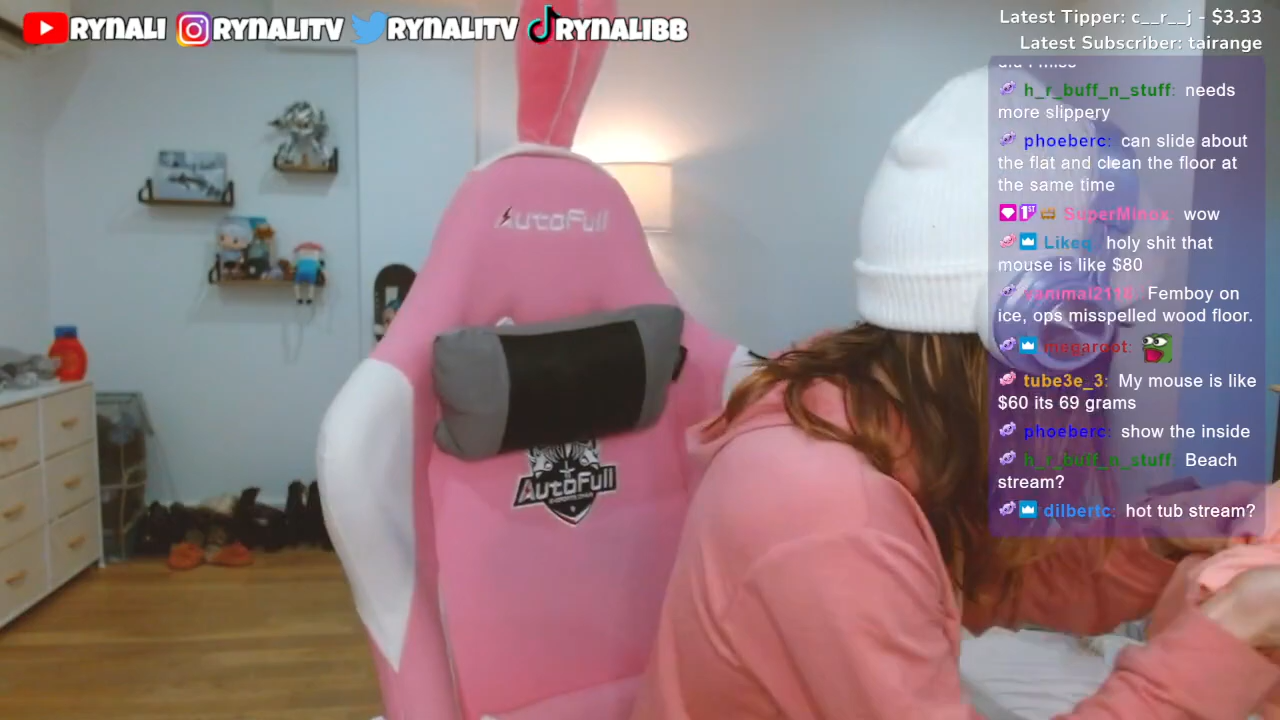 RYNALI RYNALITV RYNALITV RYNALIBB
Latest Tipper: c__r__j - $3.33
Latest Subscriber: tairange
did i miss
h_r_buff_n_stuff: needs
more slippery
phoeberc: can slide about
the flat and clean the floor at
the same time
1ST SuperMinox: wow
Likeq: holy shit that
mouse is like $80
Femboy on
ice, ops misspelled wood floor.
megaroot:
tube3e_3: My mouse is like
$60 its 69 grams
phoeberc: show the inside
h_r_buff_n_stuff: Beach
stream?
dilbertc: hot tub stream?
AutoFull
AutoFull